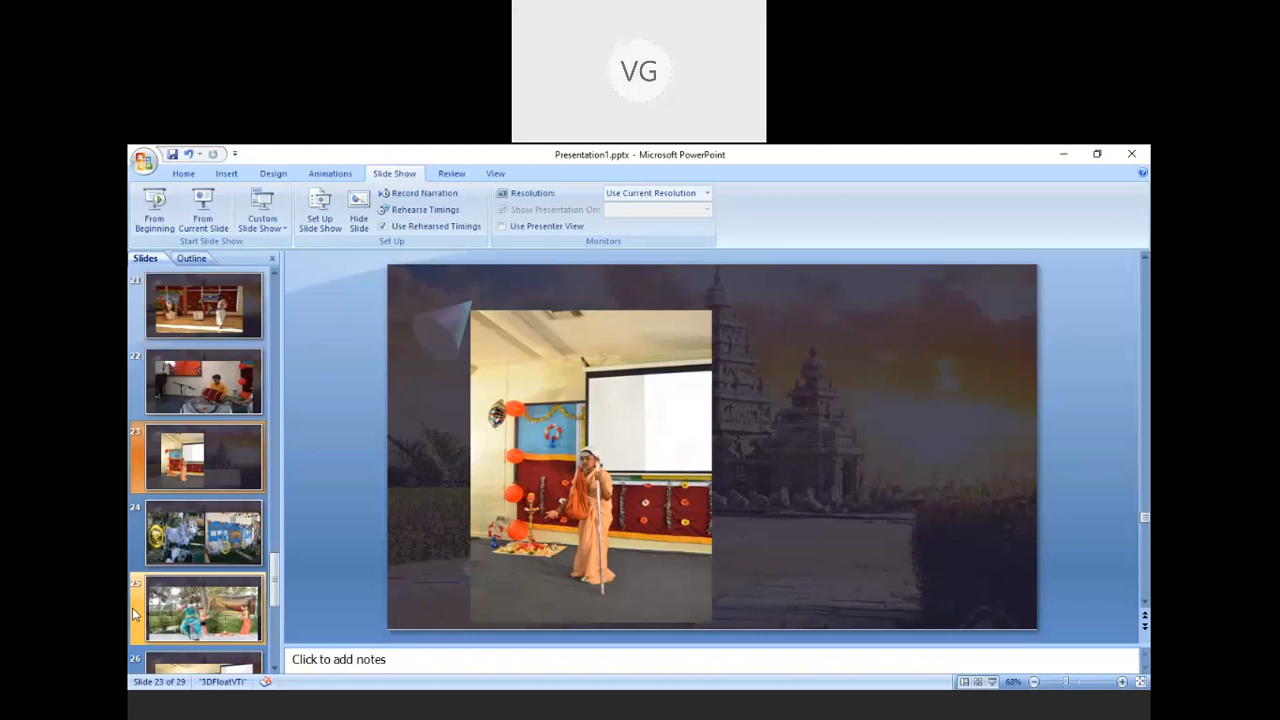 VG
Presentation1.pptx - Microsoft PowerPoint
Home Insert Design Animations Slide Show Review View
From Beginning
From Current Slide
Custom Slide Show
Set Up Slide Show
Hide Slide
Record Narration
Rehearse Timings
Use Rehearsed Timings
Resolution: Use Current Resolution
Show Presentation On:
Use Presenter View
Start Slide Show Set Up Monitors
Slides Outline
21
22
23
24
25
26
Click to add notes
Slide 23 of 29 "3DFloatVTI" 68%